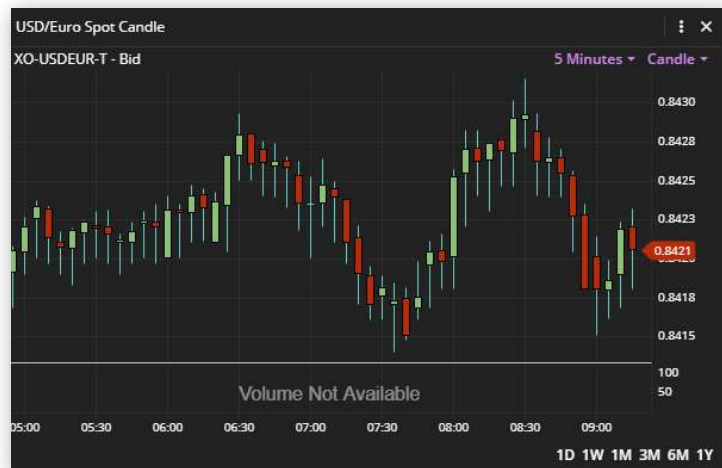 USD/Euro Spot Candle
XO-USDEUR-T - Bid
5 Minutes Candle
0.8430
0.8428
0.8425
0.8423
0.8421
0.8420
0.8418
0.8415
100
50
Volume Not Available
05:00 05:30 06:00 06:30 07:00 07:30 08:00 08:30 09:00
1D 1W 1M 3M 6M 1Y